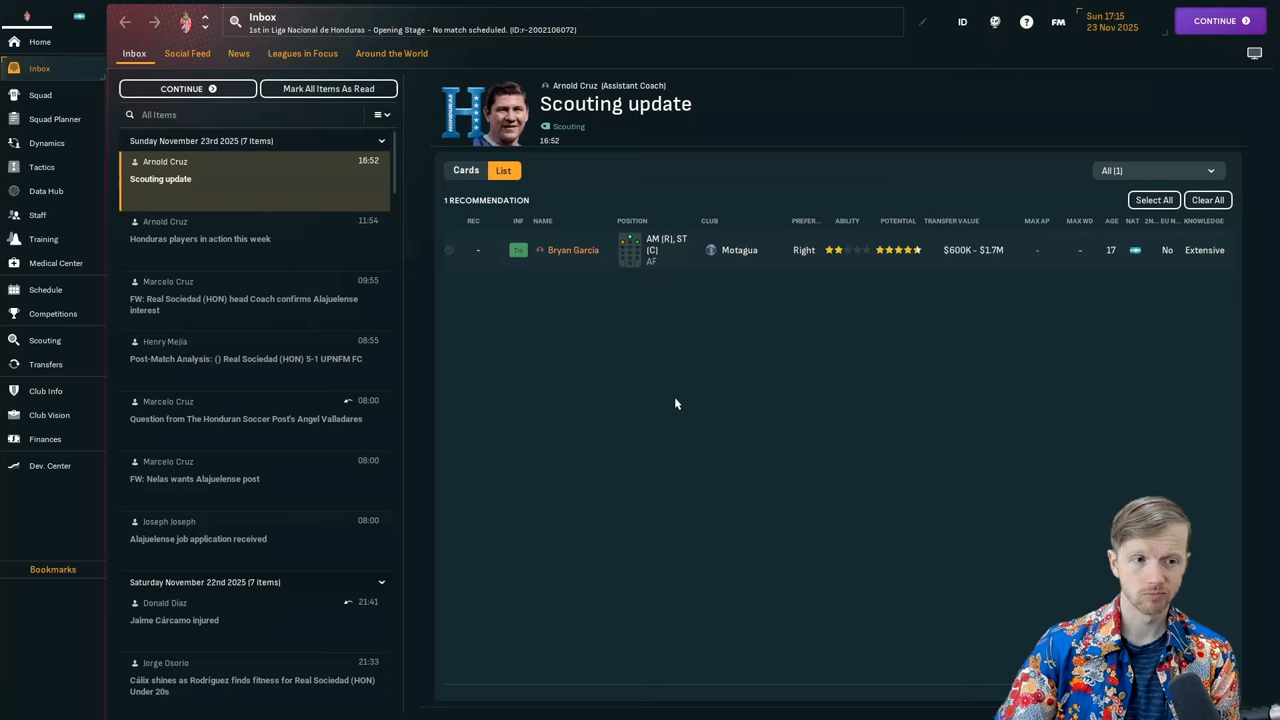 Home
Inbox
Squad
Squad Planner
Dynamics
Tactics
Data Hub
Staff
Training
Medical Center
Schedule
Competitions
Scouting
Transfers
Club Info
Club Vision
Finances
Dev. Center
Bookmarks
Inbox
1st in Liga Nacional de Honduras - Opening Stage - No match scheduled. (ID:r-2002106072)
ID
?
FM
Sun 17:15
23 Nov 2025
CONTINUE
Inbox
Social Feed
News
Leagues in Focus
Around the World
CONTINUE
Mark All Items As Read
All Items
Sunday November 23rd 2025 (7 Items)
Arnold Cruz 16:52
Scouting update
Arnold Cruz 11:54
Honduras players in action this week
Marcelo Cruz 09:55
FW: Real Sociedad (HON) head Coach confirms Alajuelense
interest
Henry Mejía 08:55
Post-Match Analysis: () Real Sociedad (HON) 5-1 UPNFM FC
Marcelo Cruz 08:00
Question from The Honduran Soccer Post's Angel Valladares
Marcelo Cruz 08:00
FW: Nelas wants Alajuelense post
Joseph Joseph 08:00
Alajuelense job application received
Saturday November 22nd 2025 (7 Items)
Donald Díaz 21:41
Jaime Cárcamo injured
Jorge Osorio 21:33
Cálix shines as Rodríguez finds fitness for Real Sociedad (HON)
Under 20s
HONDURAS
Arnold Cruz (Assistant Coach)
Scouting update
Scouting
16:52
Cards
List
All (1)
1 RECOMMENDATION
Select All
Clear All
REC INF NAME POSITION CLUB PREFER... ABILITY POTENTIAL TRANSFER VALUE MAX AP MAX WD AGE NAT 2N... EU N... KNOWLEDGE
- Trn Bryan García AM (R), ST
(C)
AF
Motagua Right $600K - $1.7M - - 17 No Extensive